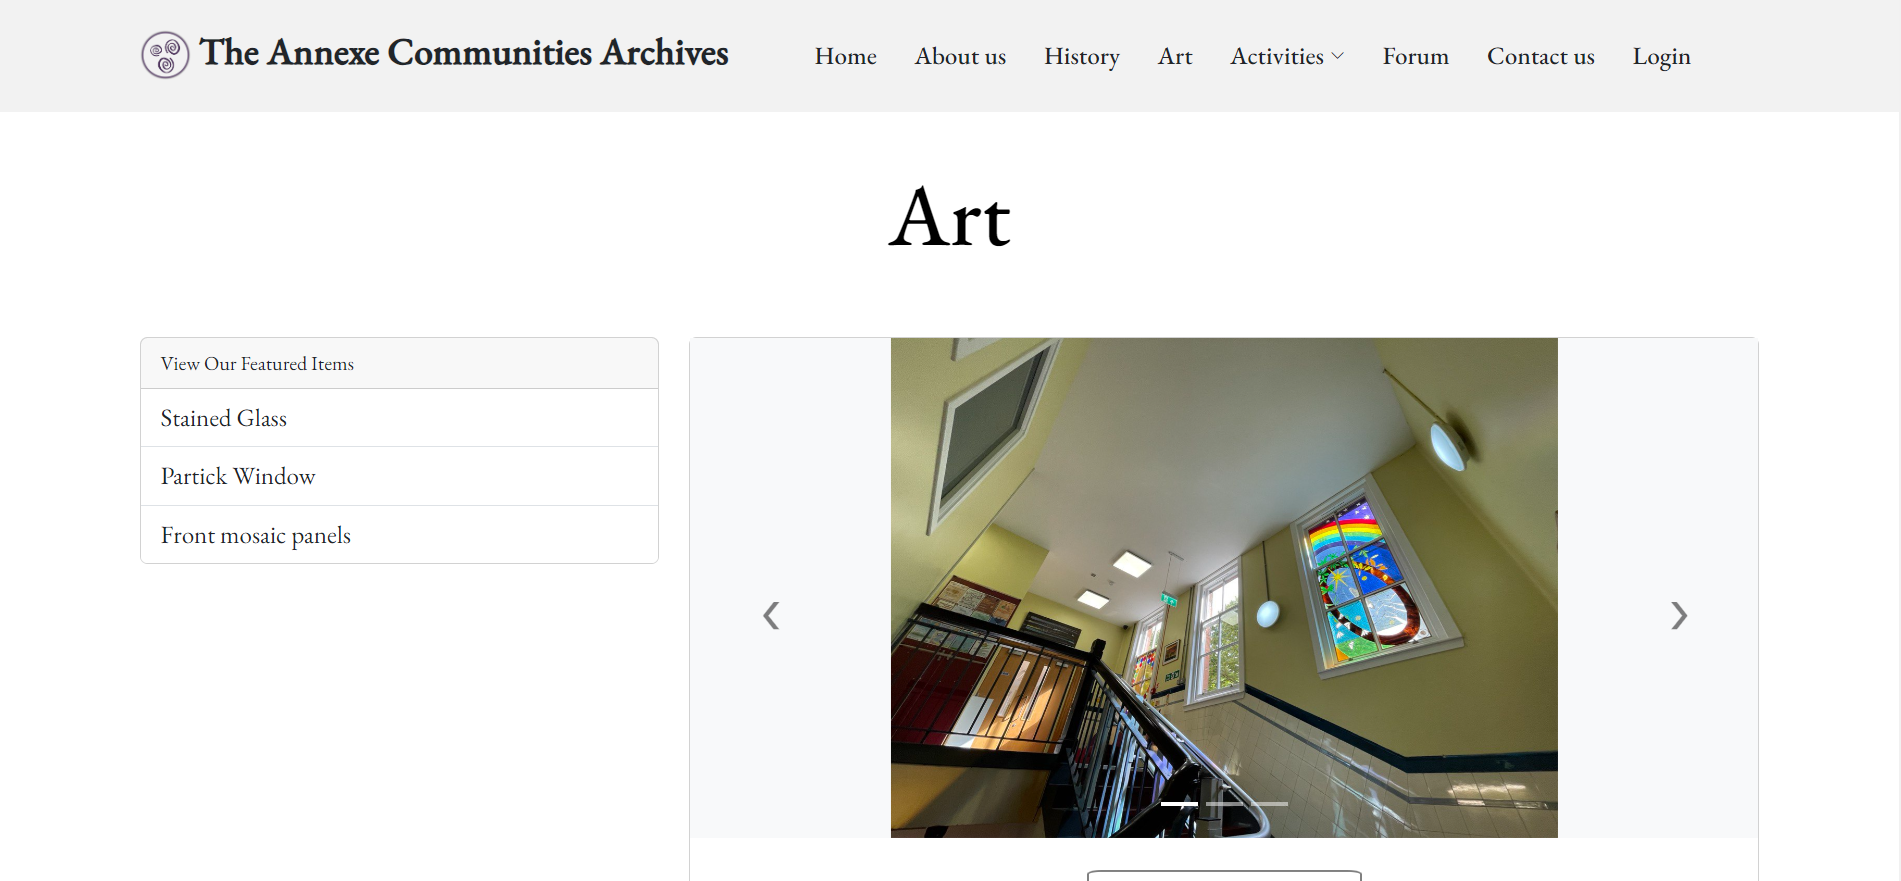 The Annexe Communities Archives
Home About us History Art Activities Forum Contact us Login
Art
View Our Featured Items
Stained Glass
Partick Window
Front mosaic panels